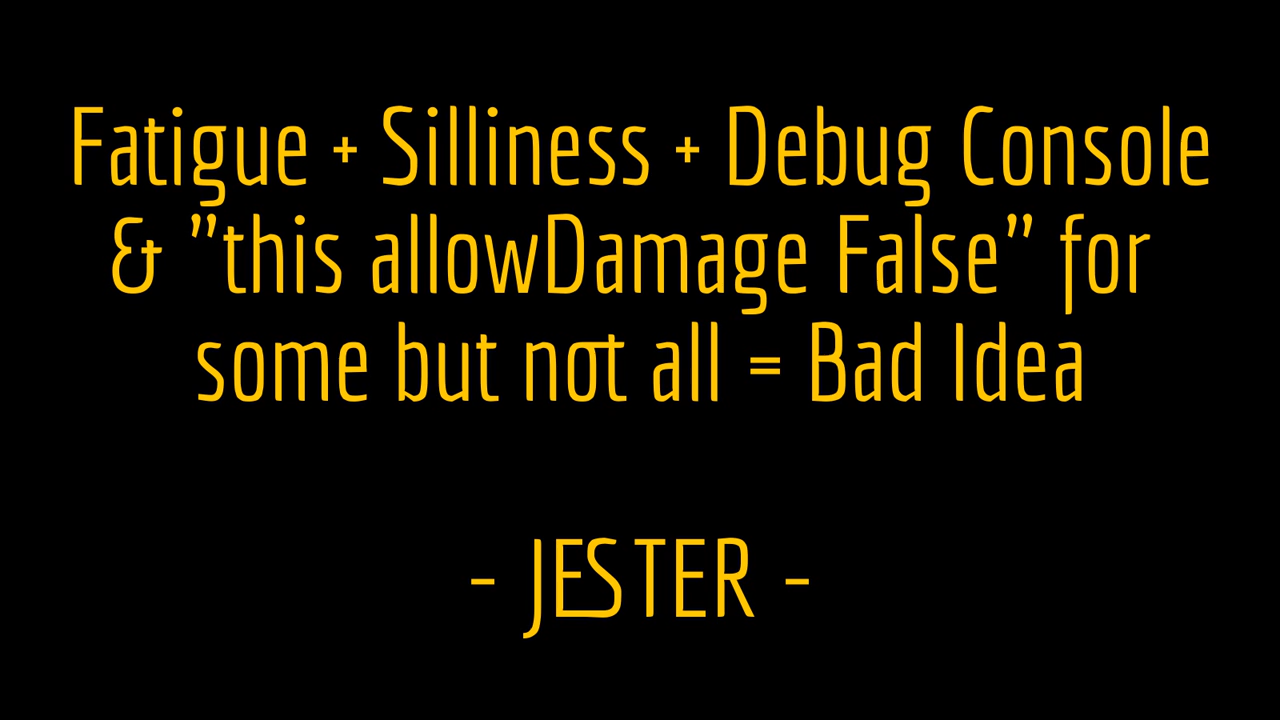 Fatigue + Silliness + Debug Console
& "this allowDamage False" for
some but not all = Bad Idea
- JESTER -